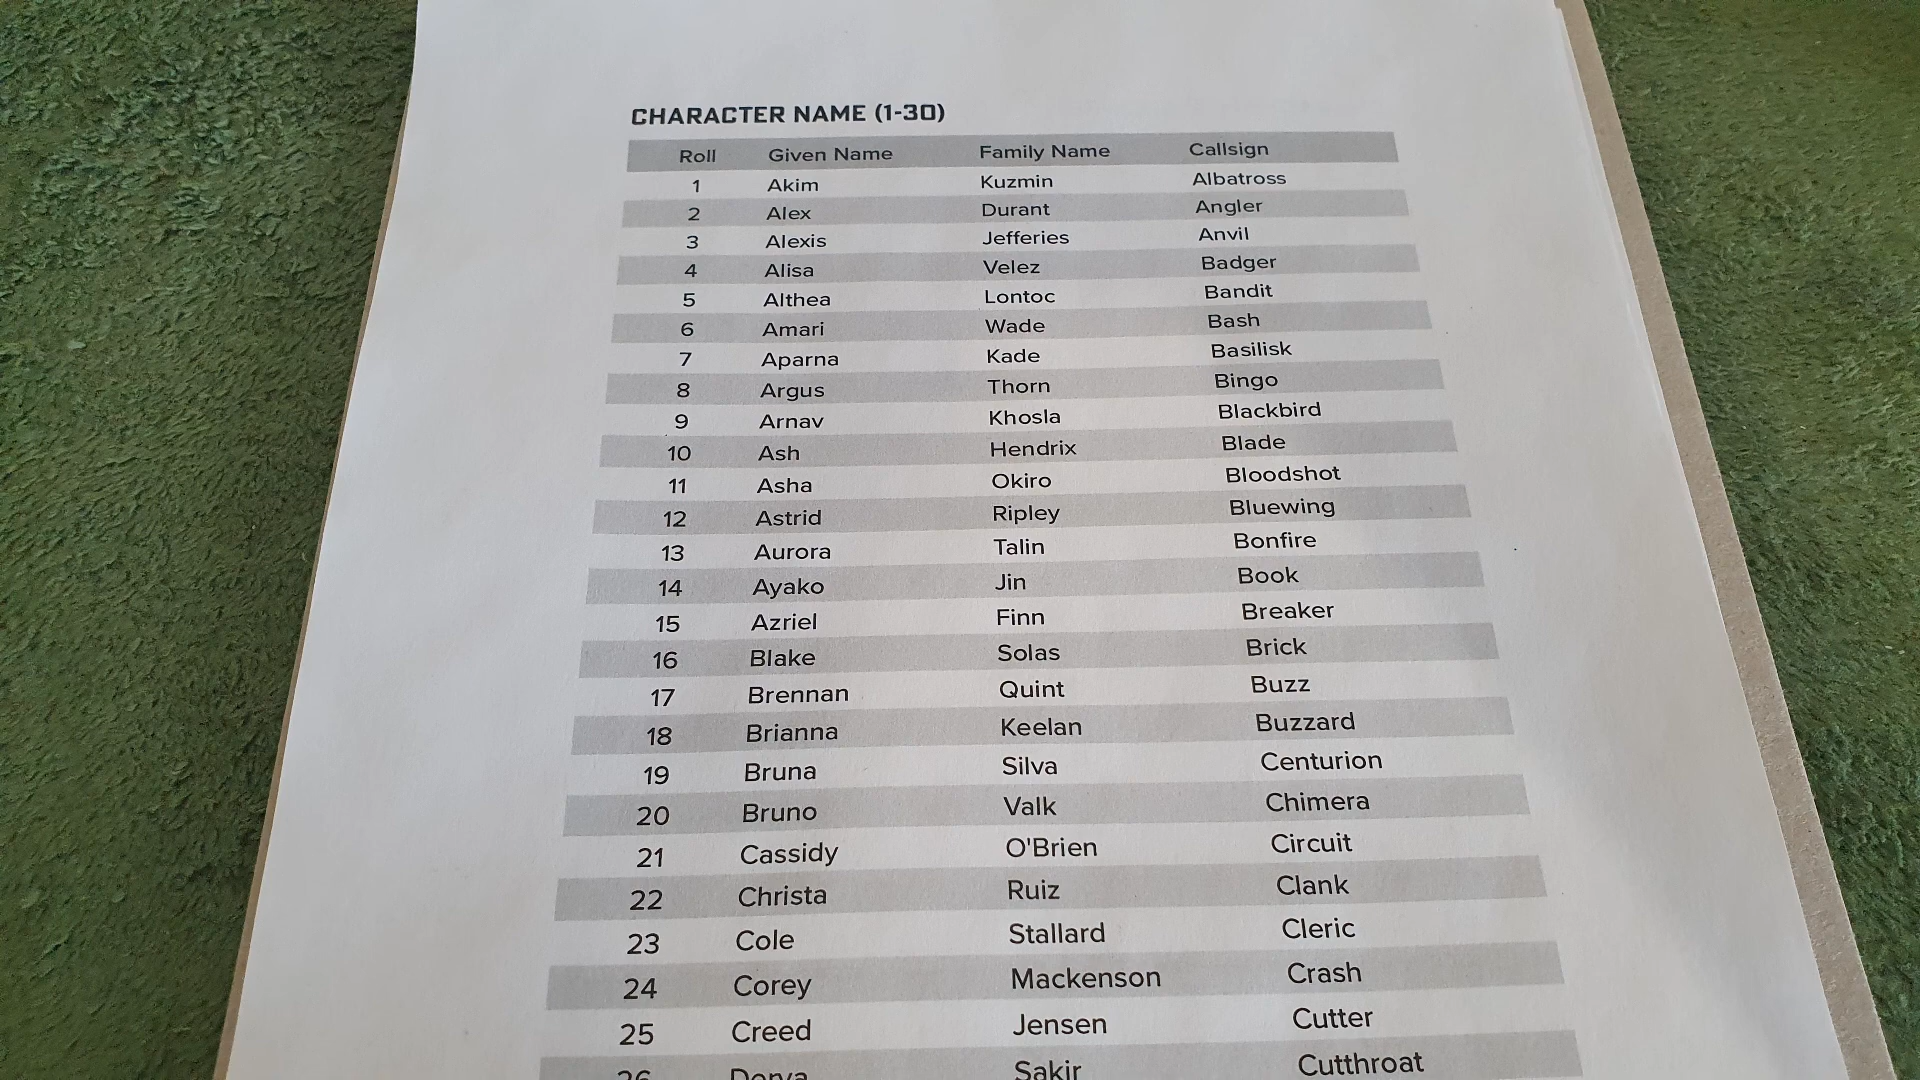 CHARACTER NAME (1-30)
Roll Given Name Family Name Callsign
1 Akim Kuzmin Albatross
2 Alex Durant Angler
3 Alexis Jefferies Anvil
4 Alisa Velez Badger
5 Althea Lontoc Bandit
6 Amari Wade Bash
7 Aparna Kade Basilisk
8 Argus Thorn Bingo
9 Arnav Khosla Blackbird
10 Ash Hendrix Blade
11 Asha Okiro Bloodshot
12 Astrid Ripley Bluewing
13 Aurora Talin Bonfire
14 Ayako Jin Book
15 Azriel Finn Breaker
16 Blake Solas Brick
17 Brennan Quint Buzz
18 Brianna Keelan Buzzard
19 Bruna Silva Centurion
20 Bruno Valk Chimera
21 Cassidy O'Brien Circuit
22 Christa Ruiz Clank
23 Cole Stallard Cleric
24 Corey Mackenson Crash
25 Creed Jensen Cutter
26 Derya Sakir Cutthroat